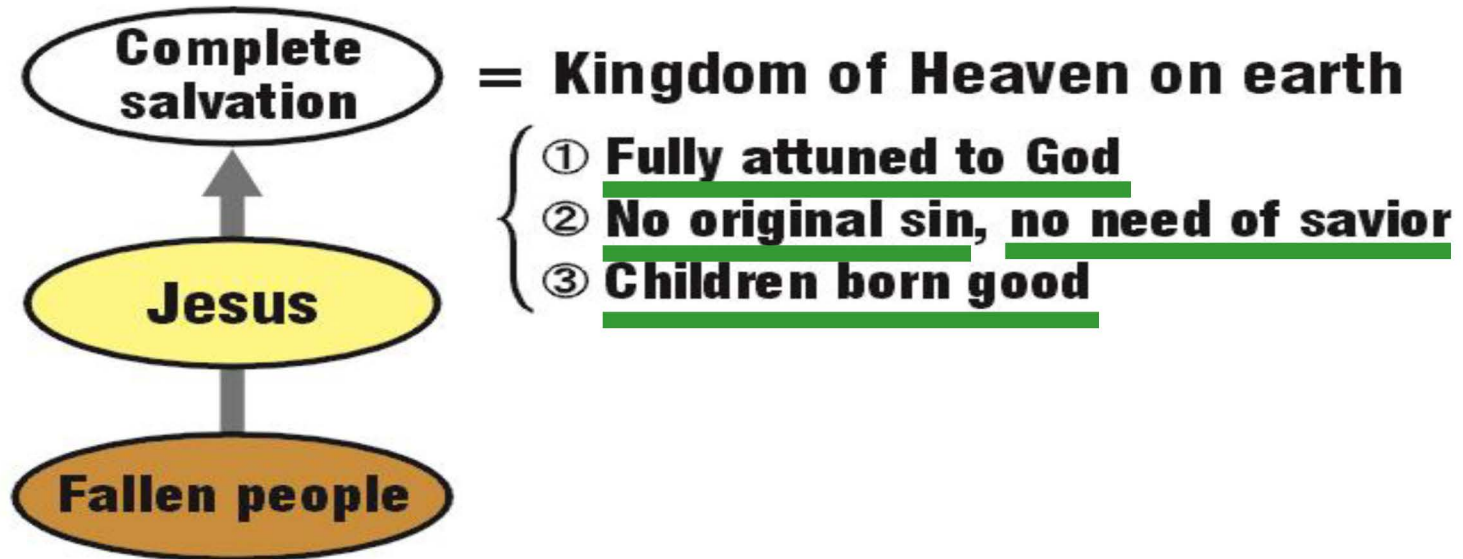 Complete
salvation
= Kingdom of Heaven on earth
① Fully attuned to God
② No original sin, no need of savior
③ Children born good
Jesus
Fallen people